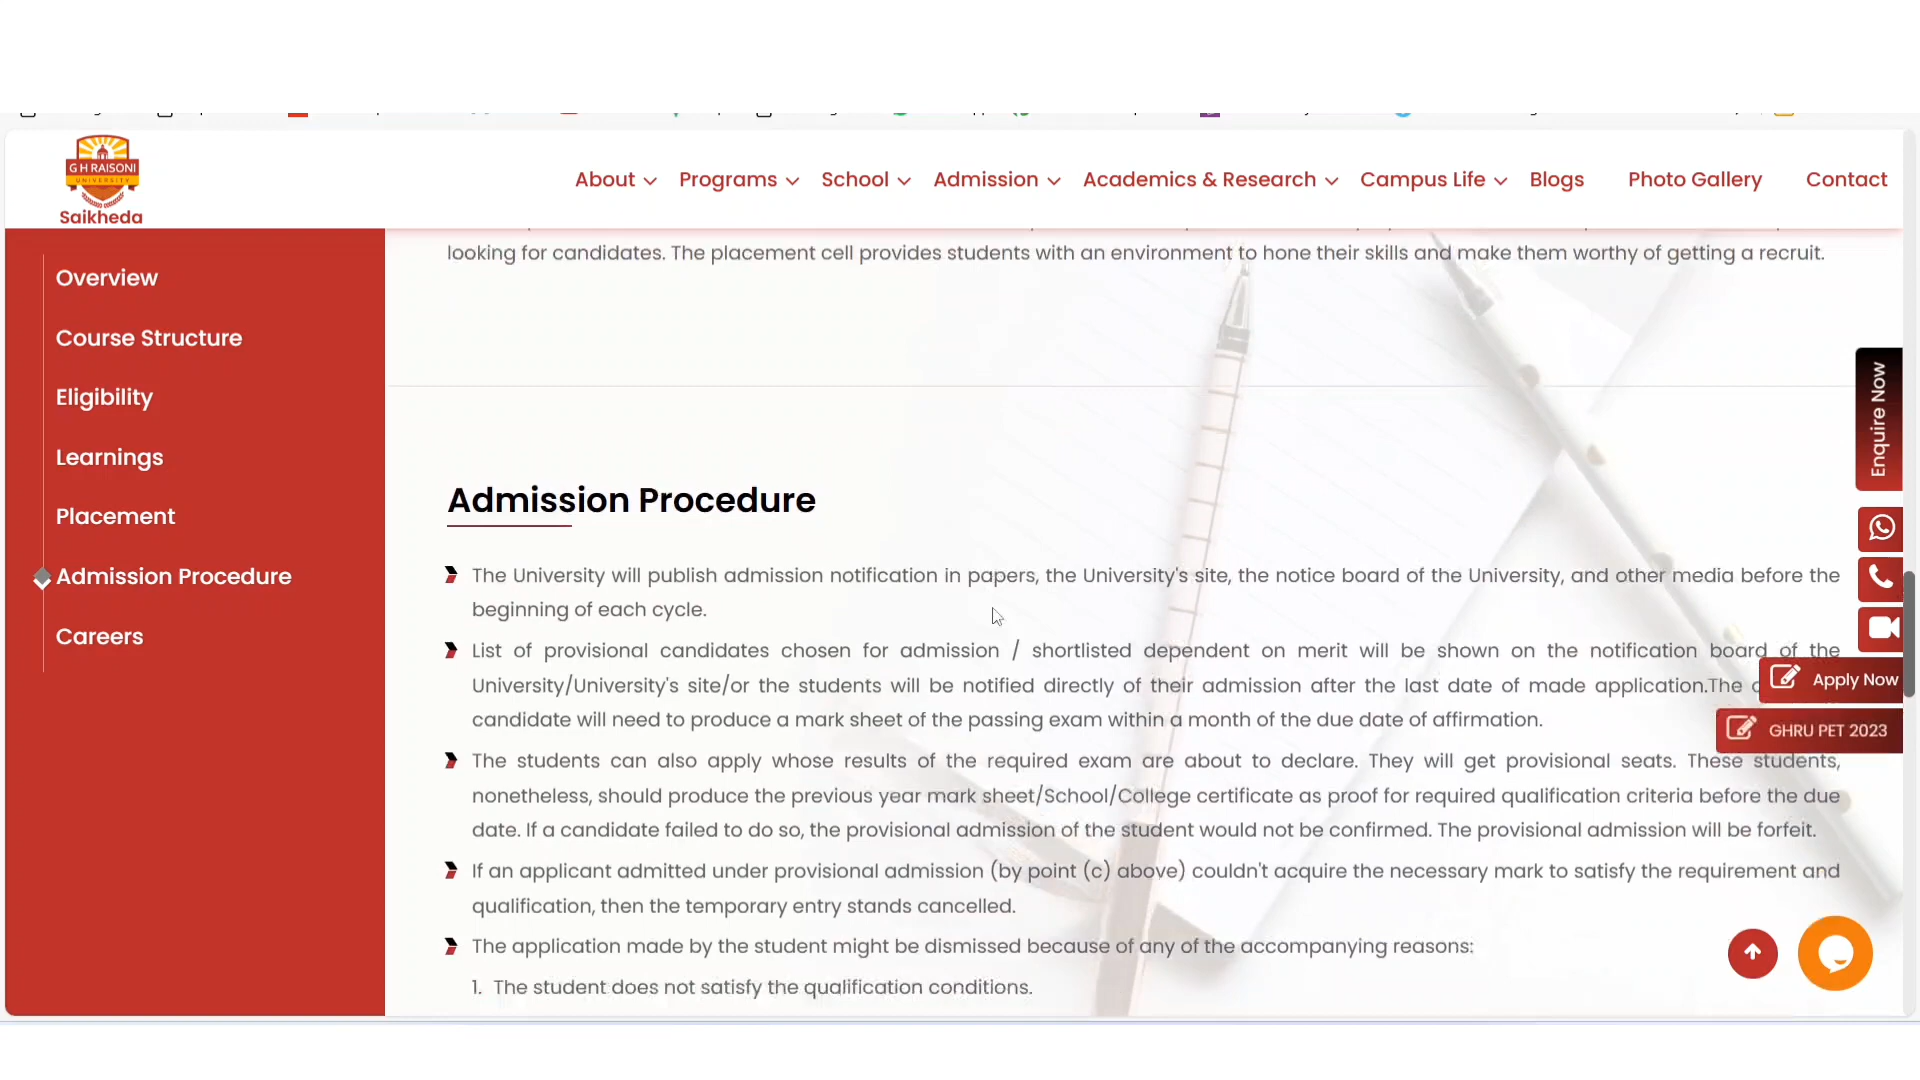 G H RAISONI
UNIVERSITY
Saikheda
About
Programs
School
Admission
Academics & Research
Campus Life
Blogs
Photo Gallery
Contact
Overview
Course Structure
Eligibility
Learnings
Placement
Admission Procedure
Careers
looking for candidates. The placement cell provides students with an environment to hone their skills and make them worthy of getting a recruit.
Admission Procedure
The University will publish admission notification in papers, the University's site, the notice board of the University, and other media before the
beginning of each cycle.
List of provisional candidates chosen for admission / shortlisted dependent on merit will be shown on the notification board of the
University/University's site/or the students will be notified directly of their admission after the last date of made application.The
candidate will need to produce a mark sheet of the passing exam within a month of the due date of affirmation.
The students can also apply whose results of the required exam are about to declare. They will get provisional seats. These students,
nonetheless, should produce the previous year mark sheet/School/College certificate as proof for required qualification criteria before the due
date. If a candidate failed to do so, the provisional admission of the student would not be confirmed. The provisional admission will be forfeit.
If an applicant admitted under provisional admission (by point (c) above) couldn't acquire the necessary mark to satisfy the requirement and
qualification, then the temporary entry stands cancelled.
The application made by the student might be dismissed because of any of the accompanying reasons:
1. The student does not satisfy the qualification conditions.
Enquire Now
Apply Now
GHRU PET 2023